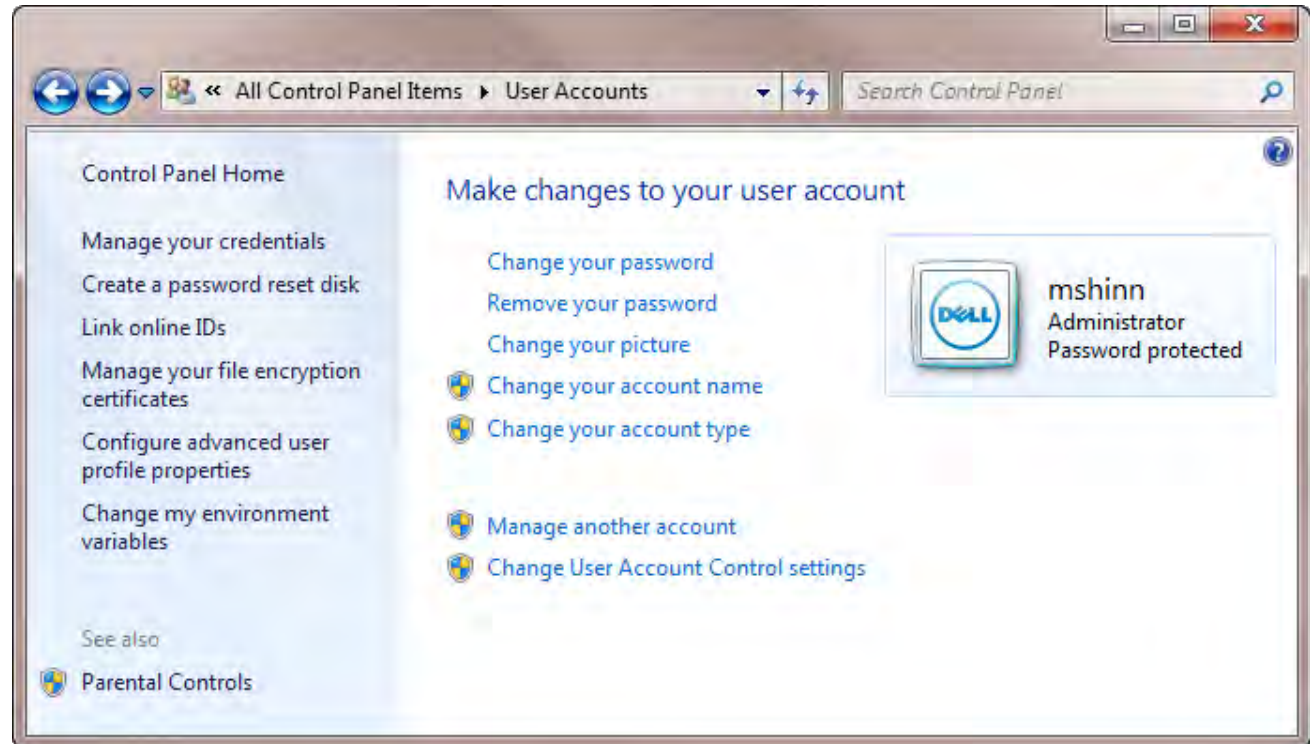 « All Control Panel Items ▸ User Accounts
Search Control Panel
Control Panel Home
Manage your credentials
Create a password reset disk
Link online IDs
Manage your file encryption
certificates
Configure advanced user
profile properties
Change my environment
variables
See also
Parental Controls
Make changes to your user account
Change your password
Remove your password
Change your picture
Change your account name
Change your account type
Manage another account
Change User Account Control settings
DELL
mshinn
Administrator
Password protected